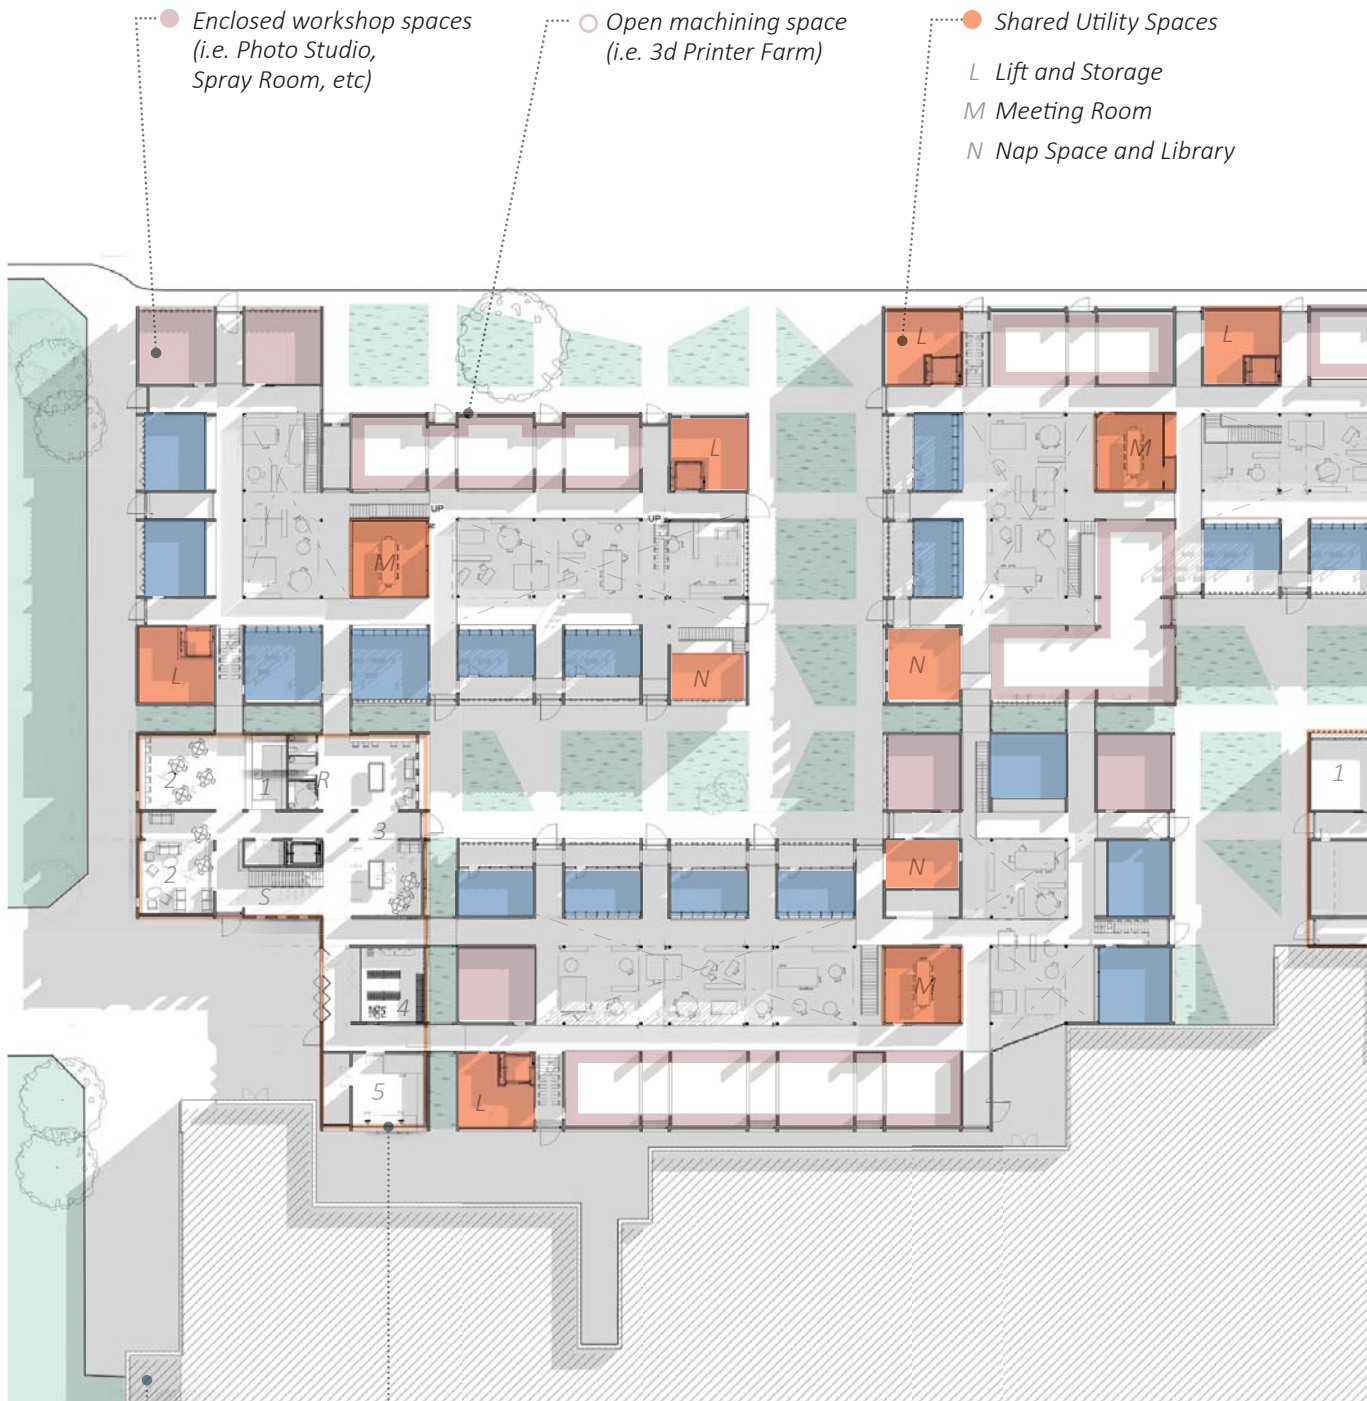 Enclosed workshop spaces
(i.e. Photo Studio,
Spray Room, etc)
Open machining space
(i.e. 3d Printer Farm)
Shared Utility Spaces
L Lift and Storage
M Meeting Room
N Nap Space and Library
L
L
M
L
UP
UP
M
L
N
N
2
1
R
3
1
2
S
N
4
M
5
L